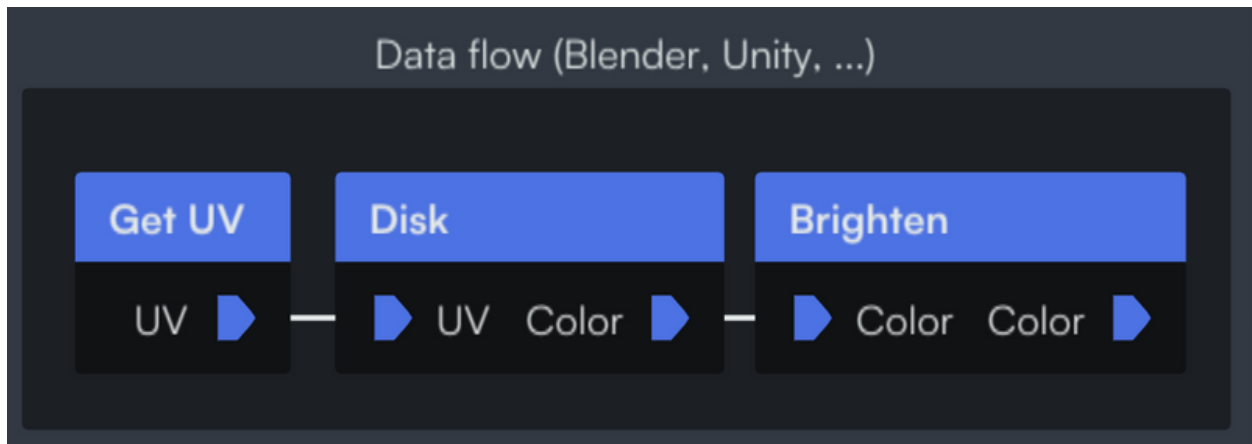 Data flow (Blender, Unity, ...)
Get UV
Disk
Brighten
UV
UV Color
Color Color